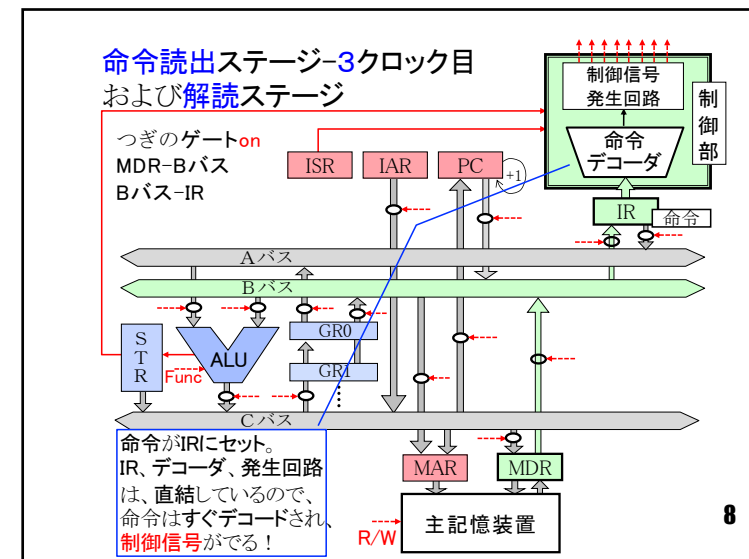 命令読出ステージ-3クロック目
および解読ステージ
つぎのゲートon
MDR-Bバス
Bバス-IR
ISR
IAR
PC
+1
制御信号
発生回路
命令
デコーダ
制御部
IR
命令
Aバス
Bバス
STR
ALU
Func
GR0
GR1
Cバス
命令がIRにセット。
IR、デコーダ、発生回路
は、直結しているので、
命令はすぐデコードされ、
制御信号がでる!
MAR
MDR
R/W
主記憶装置
8